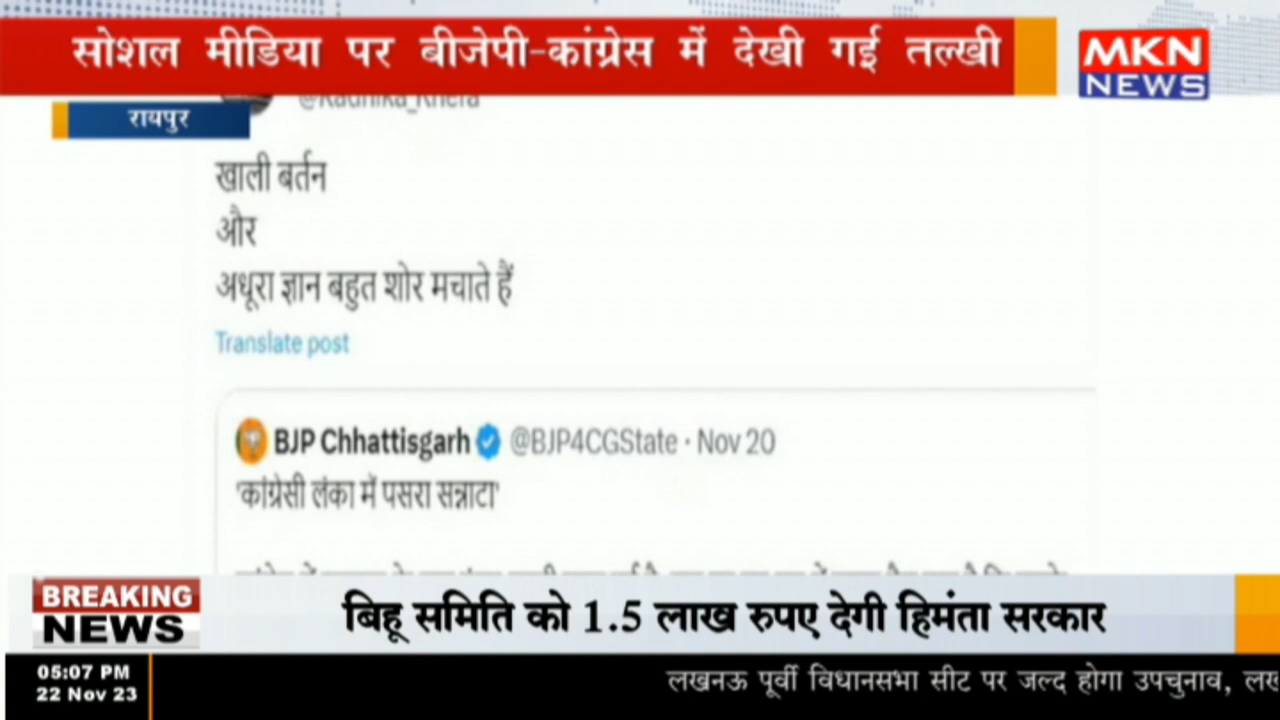 सोशल मीडिया पर बीजेपी-कांग्रेस में देखी गई तल्खी
MKN
NEWS
@Radhika_Khera
रायपुर
खाली बर्तन
और
अधूरा ज्ञान बहुत शोर मचाते हैं
Translate post
BJP Chhattisgarh @BJP4CGState · Nov 20
'कांग्रेसी लंका में पसरा सन्नाटा'
BREAKING
NEWS
बिहू समिति को 1.5 लाख रुपए देगी हिमंता सरकार
05:07 PM
22 Nov 23
लखनऊ पूर्वी विधानसभा सीट पर जल्द होगा उपचुनाव,